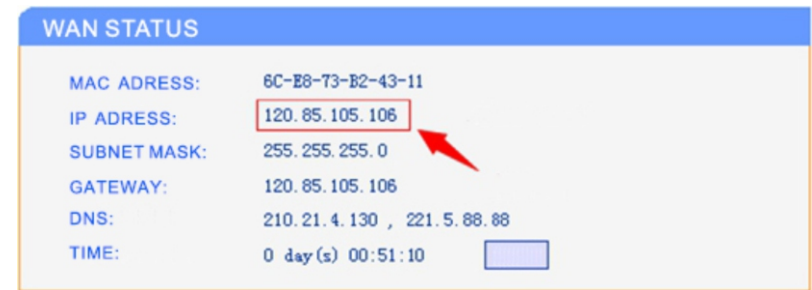 WAN STATUS
MAC ADRESS: 6C-E8-73-B2-43-11
IP ADRESS: 120.85.105.106
SUBNET MASK: 255.255.255.0
GATEWAY: 120.85.105.106
DNS: 210.21.4.130 , 221.5.88.88
TIME: 0 day(s) 00:51:10